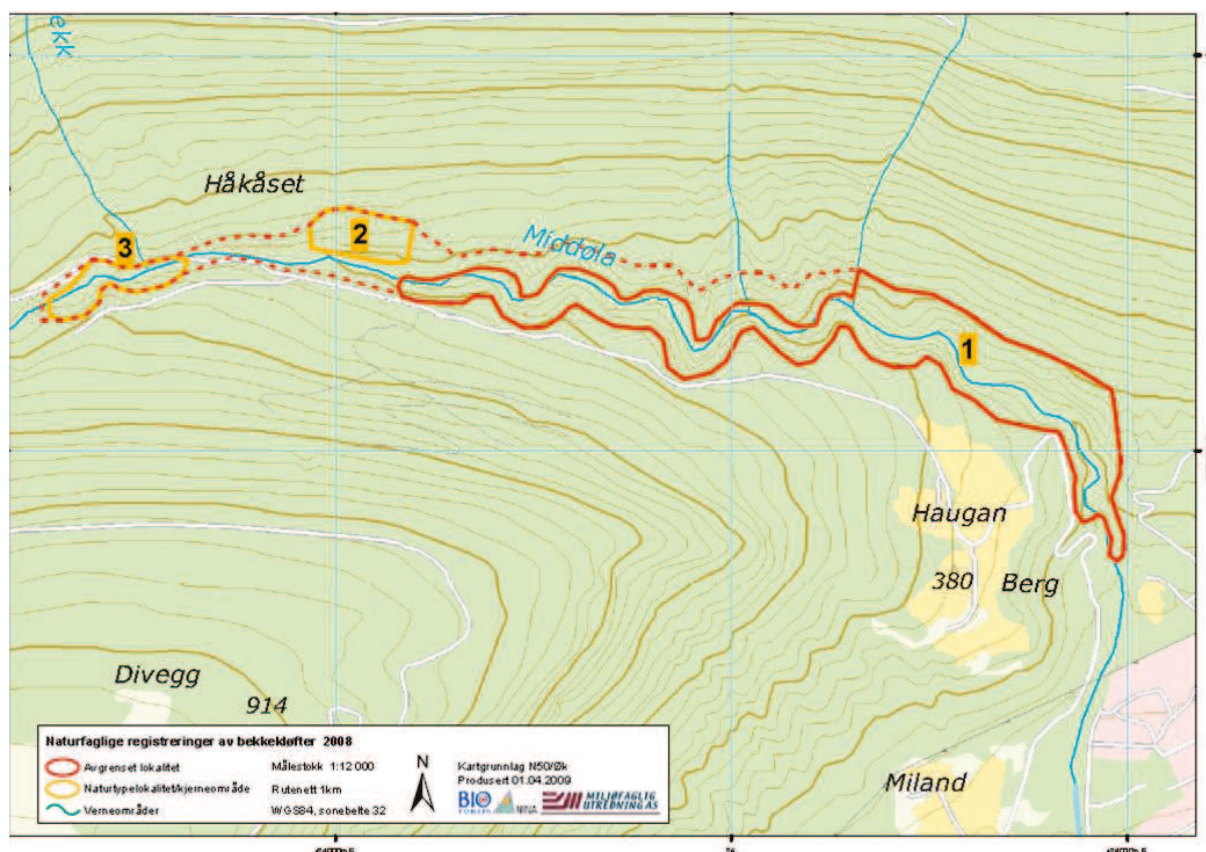 ekk
Håkåset
3
2
Middøla
1
Haugan
380
Berg
Divegg
914
Miland
Naturfaglige registreringer av bekkekløfter 2008
Avgrenset lokalitet
Naturtypelokalitet/kjerneområde
Verneområder
Målestokk 1:12 000
Rutenett 1km
WGS84, sonebelte 32
N
Kartgrunnlag N50/Øk
Produsert 01.04.2009
BIO
MILJØFAGLIG
UTREDNING AS